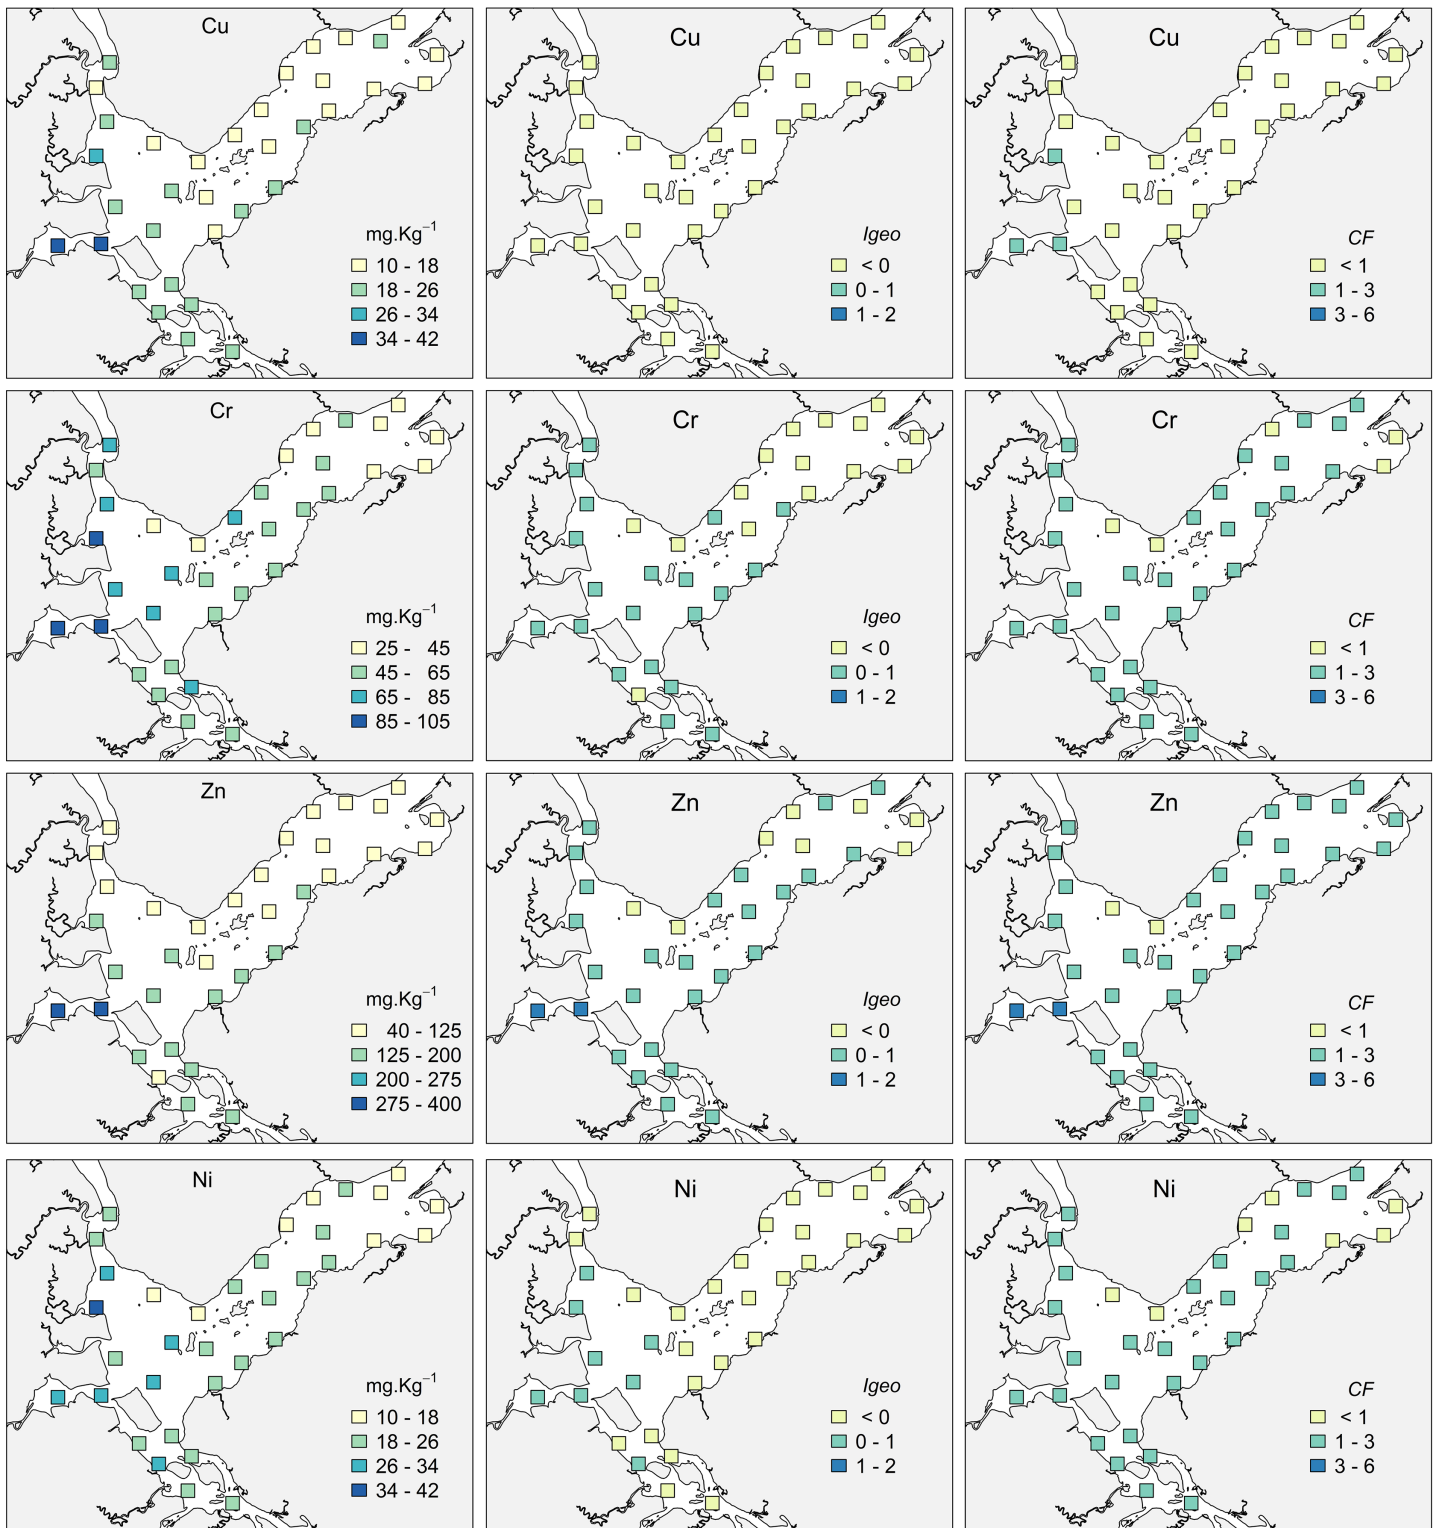 Cu
mg.Kg⁻¹
10 - 18
18 - 26
26 - 34
34 - 42
Cu
Igeo
< 0
0 - 1
1 - 2
Cu
CF
< 1
1 - 3
3 - 6
Cr
mg.Kg⁻¹
25 - 45
45 - 65
65 - 85
85 - 105
Cr
Igeo
< 0
0 - 1
1 - 2
Cr
CF
< 1
1 - 3
3 - 6
Zn
mg.Kg⁻¹
40 - 125
125 - 200
200 - 275
275 - 400
Zn
Igeo
< 0
0 - 1
1 - 2
Zn
CF
< 1
1 - 3
3 - 6
Ni
mg.Kg⁻¹
10 - 18
18 - 26
26 - 34
34 - 42
Ni
Igeo
< 0
0 - 1
1 - 2
Ni
CF
< 1
1 - 3
3 - 6